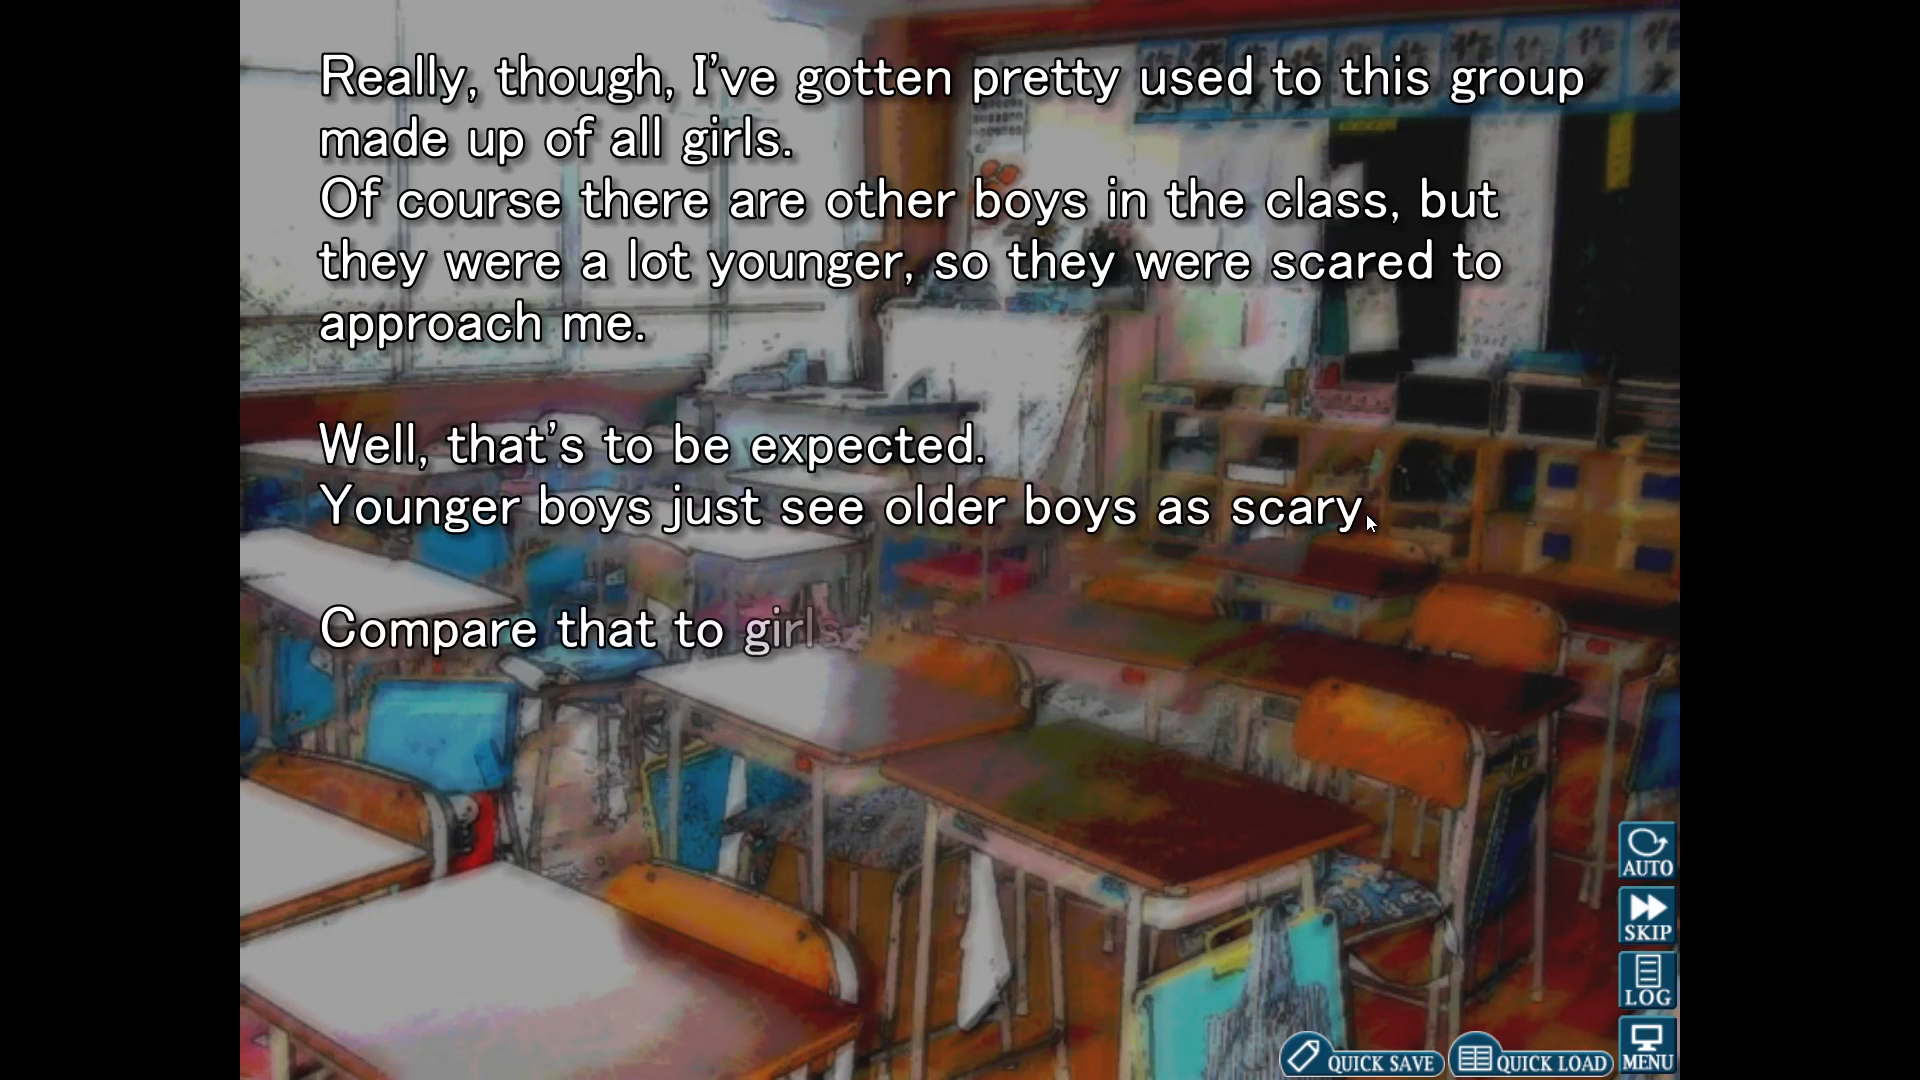 Really, though, I've gotten pretty used to this group
made up of all girls.
Of course there are other boys in the class, but
they were a lot younger, so they were scared to
approach me.
Well, that's to be expected.
Younger boys just see older boys as scary.
Compare that to girls
AUTO
SKIP
LOG
MENU
QUICK SAVE
QUICK LOAD